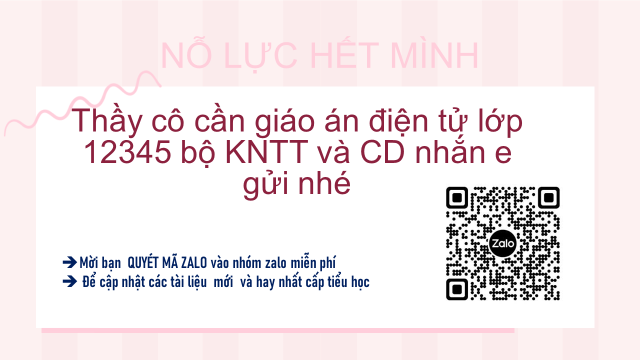 NỖ LỰC HẾT MÌNH
Thầy cô cần giáo án điện tử lớp
12345 bộ KNTT và CD nhắn e
gửi nhé
Zalo
➔ Mời bạn QUYÉT MÃ ZALO vào nhóm zalo miễn phí
➔ Để cập nhật các tài liệu mới và hay nhất cấp tiểu học